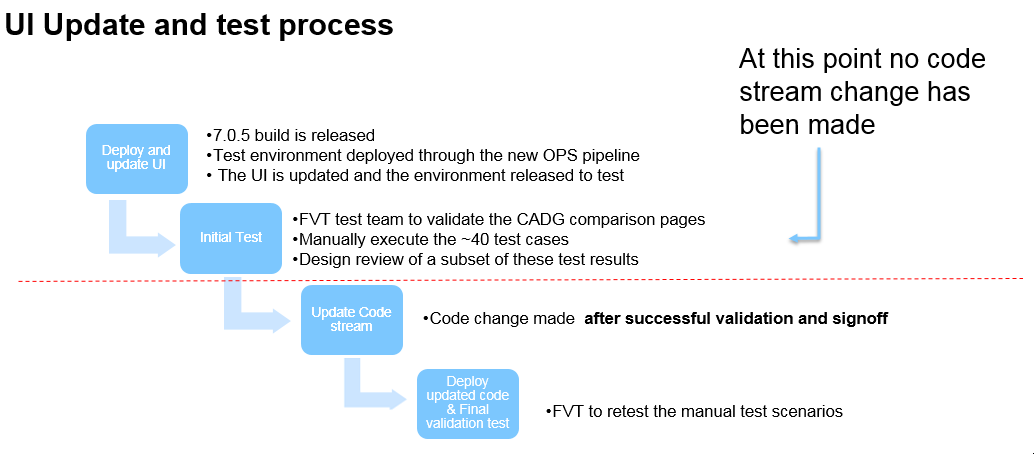 UI Update and test process
At this point no code
stream change has
been made
Deploy and
update UI
•7.0.5 build is released
•Test environment deployed through the new OPS pipeline
• The UI is updated and the environment released to test
Initial Test
•FVT test team to validate the CADG comparison pages
•Manually execute the ~40 test cases
•Design review of a subset of these test results
Update Code
stream
•Code change made after successful validation and signoff
Deploy
updated code
& Final
validation test
•FVT to retest the manual test scenarios